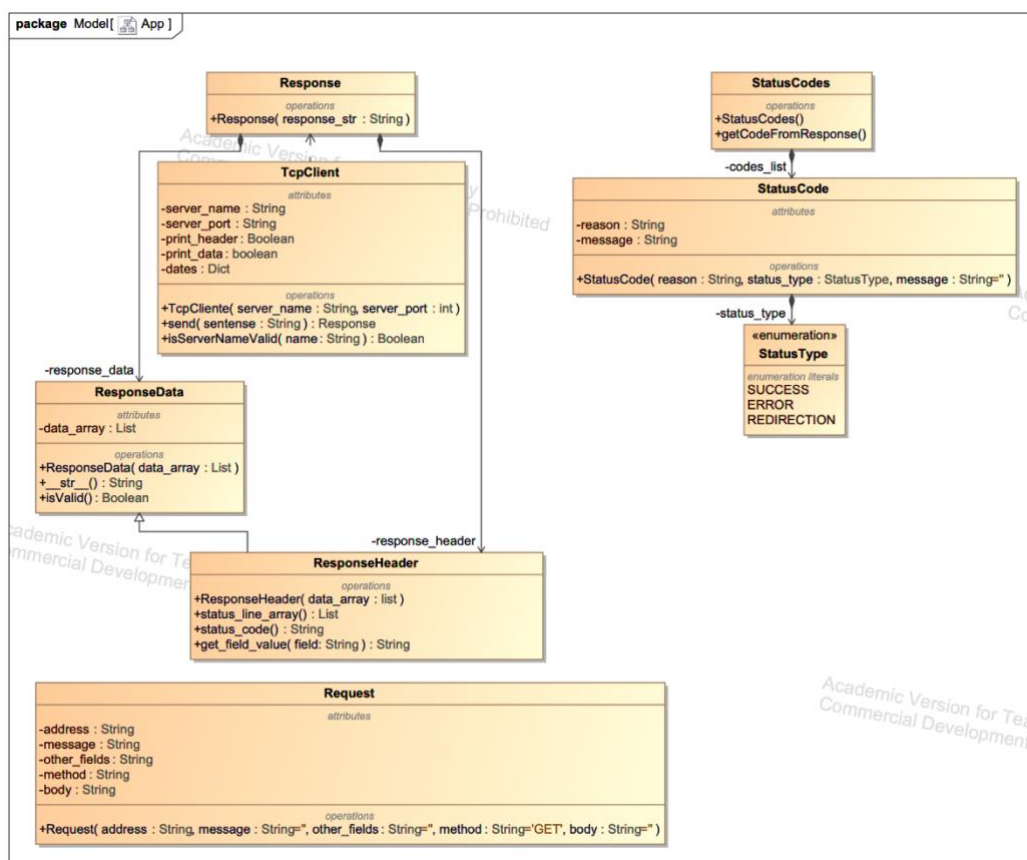 package Model[ App ]
Response
operations
+Response( response_str : String )
TcpClient
attributes
-server_name : String
-server_port : String
-print_header : Boolean
-print_data : boolean
-dates : Dict
operations
+TcpCliente( server_name : String, server_port : int )
+send( sentense : String ) : Response
+isServerNameValid( name : String ) : Boolean
-response_data
ResponseData
attributes
-data_array : List
operations
+ResponseData( data_array : List )
+__str__() : String
+isValid() : Boolean
-response_header
ResponseHeader
operations
+ResponseHeader( data_array : list )
+status_line_array() : List
+status_code() : String
+get_field_value( field: String ) : String
Request
attributes
-address : String
-message : String
-other_fields : String
-method : String
-body : String
operations
+Request( address : String, message : String='', other_fields : String='', method : String='GET', body : String='' )
StatusCodes
operations
+StatusCodes()
+getCodeFromResponse()
-codes_list
StatusCode
attributes
-reason : String
-message : String
operations
+StatusCode( reason : String, status_type : StatusType, message : String='' )
-status_type
«enumeration»
StatusType
enumeration literals
SUCCESS
ERROR
REDIRECTION
Academic Version for
Prohibited
Academic Version for
Commercial Development